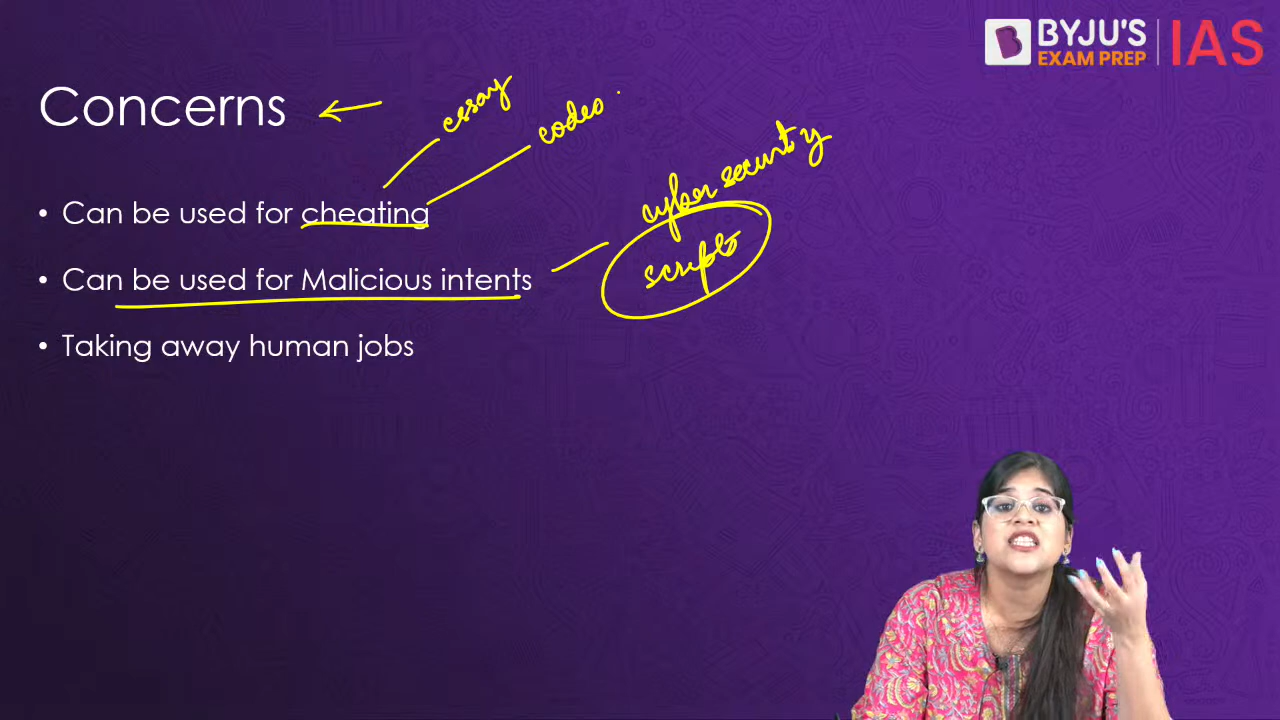 BYJU'S
EXAM PREP
IAS
Concerns
essay
codes
• Can be used for cheating
cyber security
scripts
• Can be used for Malicious intents
• Taking away human jobs